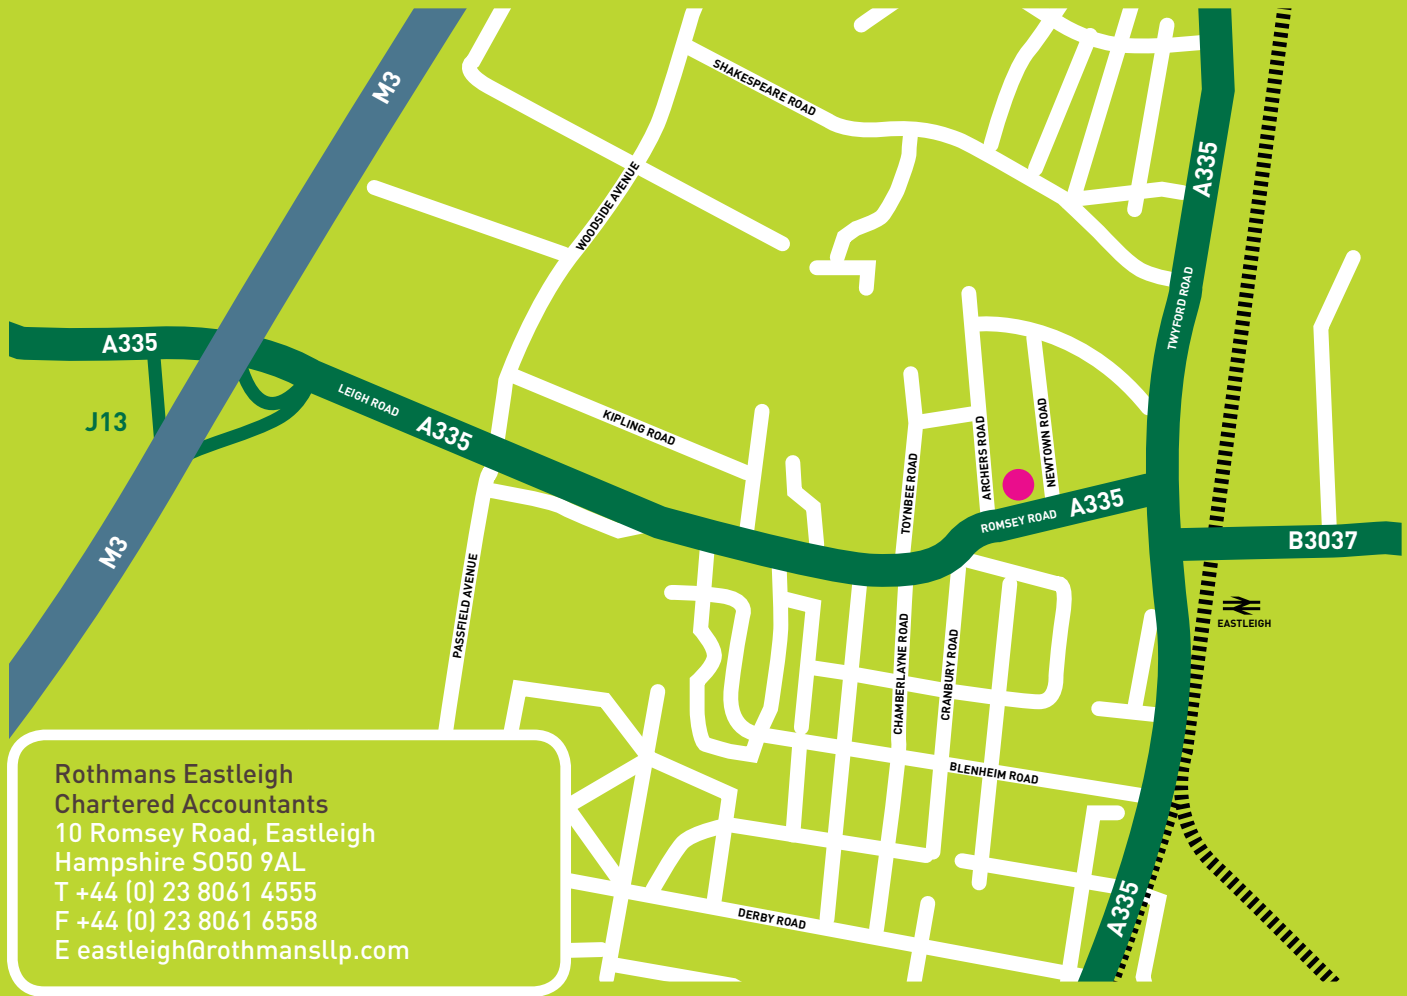 M3
SHAKESPEARE ROAD
A335
WOODSIDE AVENUE
TWYFORD ROAD
A335
J13
LEIGH ROAD
A335
KIPLING ROAD
TOYNBEE ROAD
ARCHERS ROAD
NEWTOWN ROAD
ROMSEY ROAD
A335
B3037
M3
PASSFIELD AVENUE
EASTLEIGH
CHAMBERLAYNE ROAD
CRANBURY ROAD
BLENHEIM ROAD
DERBY ROAD
A335
Rothmans Eastleigh
Chartered Accountants
10 Romsey Road, Eastleigh
Hampshire SO50 9AL
T +44 (0) 23 8061 4555
F +44 (0) 23 8061 6558
E eastleigh@rothmansllp.com